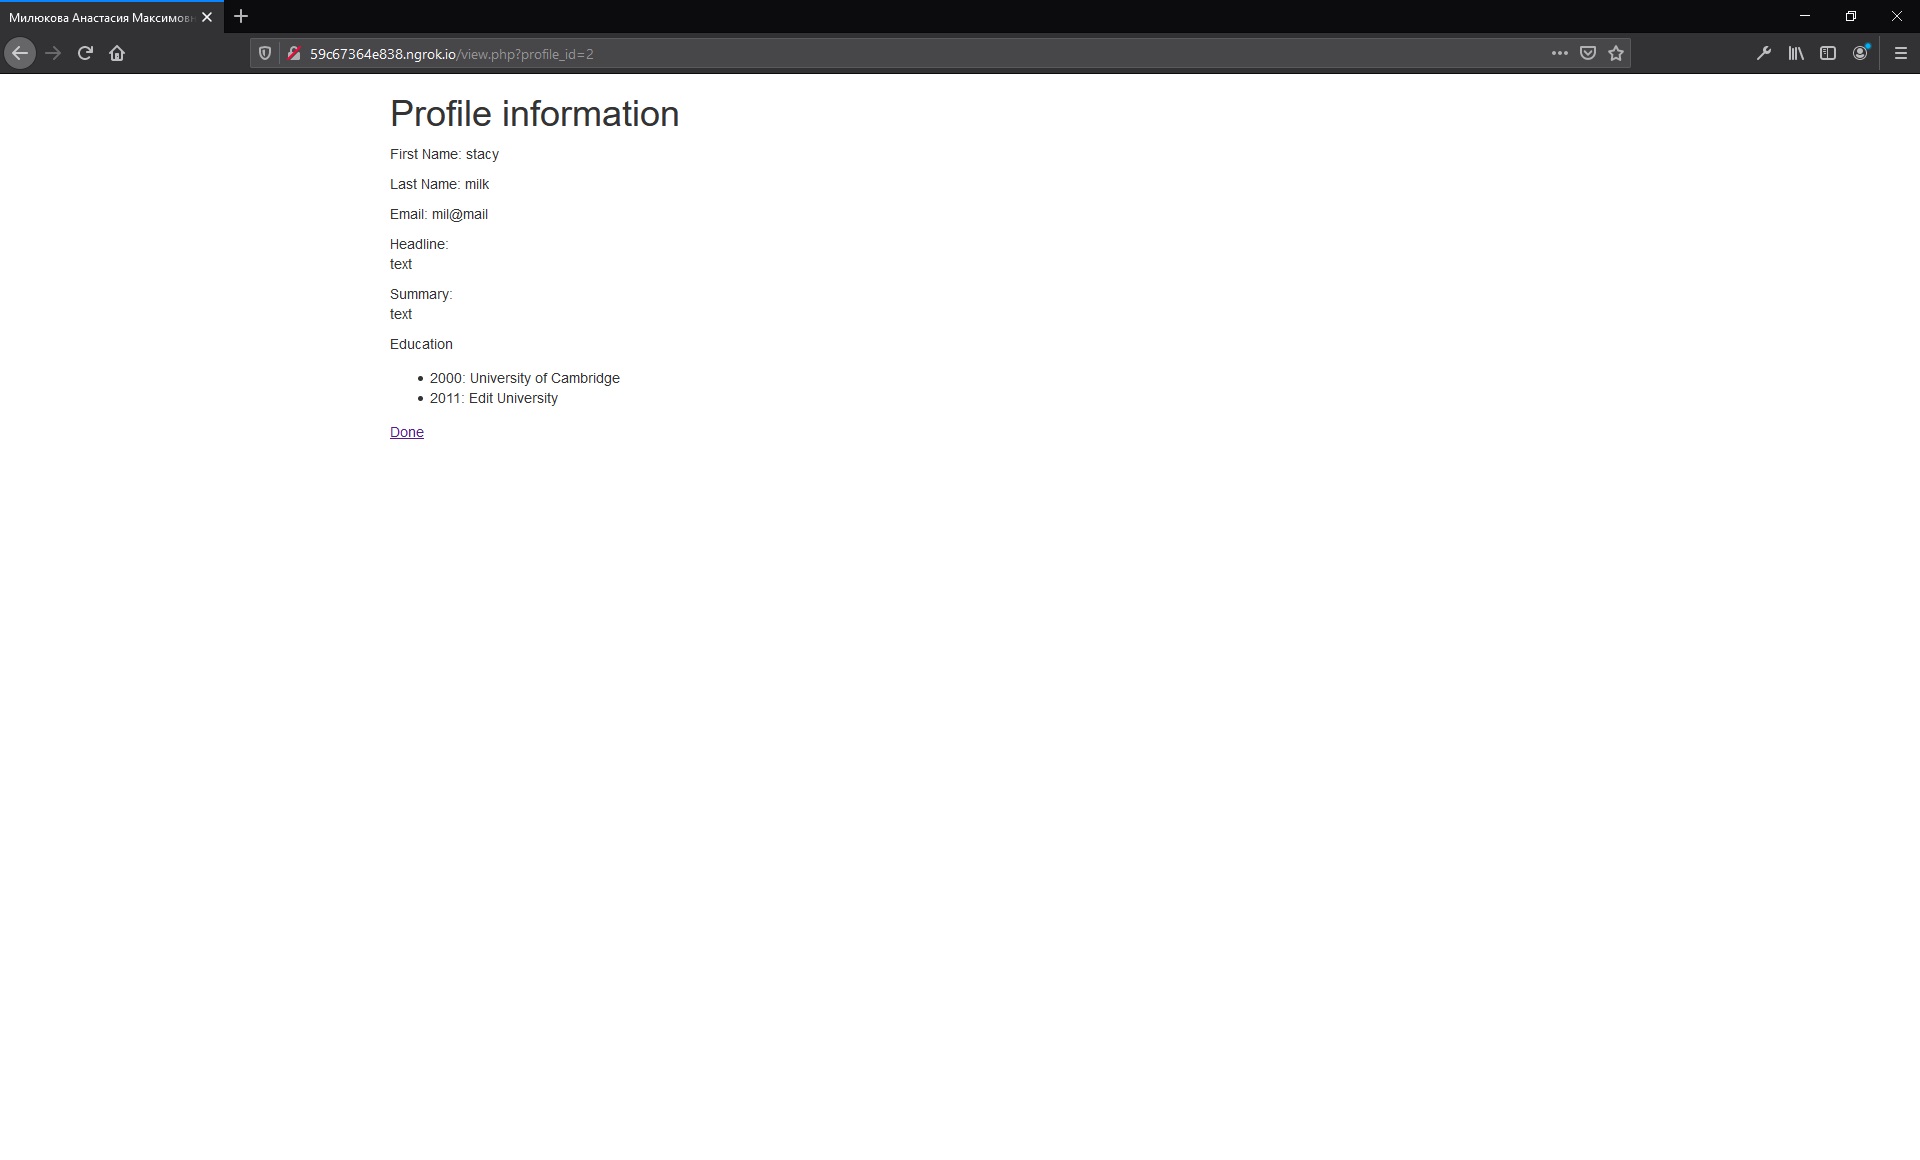 Милюкова Анастасия Максимовн
59c67364e838.ngrok.io/view.php?profile_id=2
Profile information
First Name: stacy
Last Name: milk
Email: mil@mail
Headline:
text
Summary:
text
Education
• 2000: University of Cambridge
• 2011: Edit University
Done